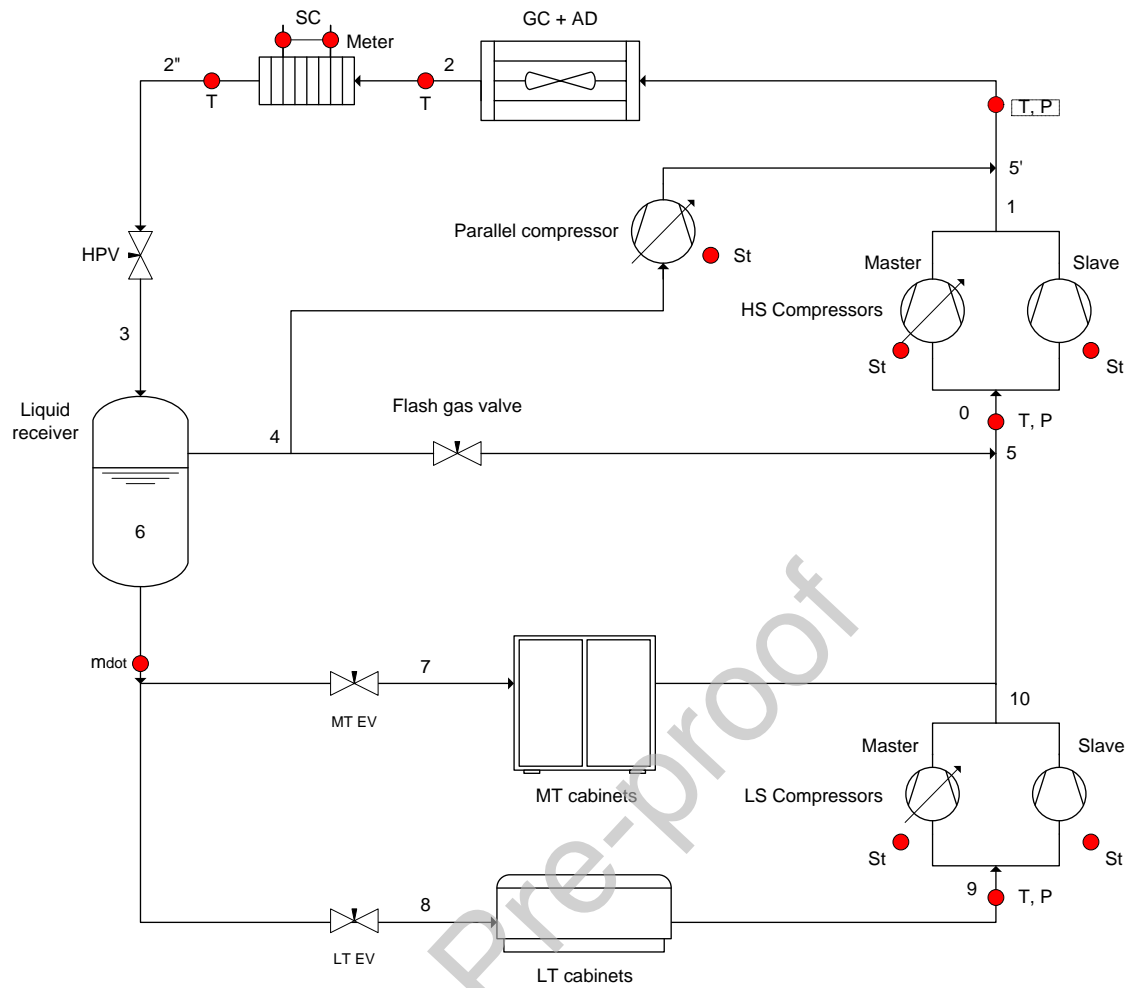 SC
GC + AD
Meter
2"
2
T
T
T, P
5'
1
Parallel compressor
St
HPV
Master
Slave
HS Compressors
St
St
3
Liquid
receiver
Flash gas valve
0
T, P
4
5
6
mdot
7
MT EV
MT cabinets
10
Master
Slave
LS Compressors
St
St
9
T, P
8
LT EV
LT cabinets
Pre-proof